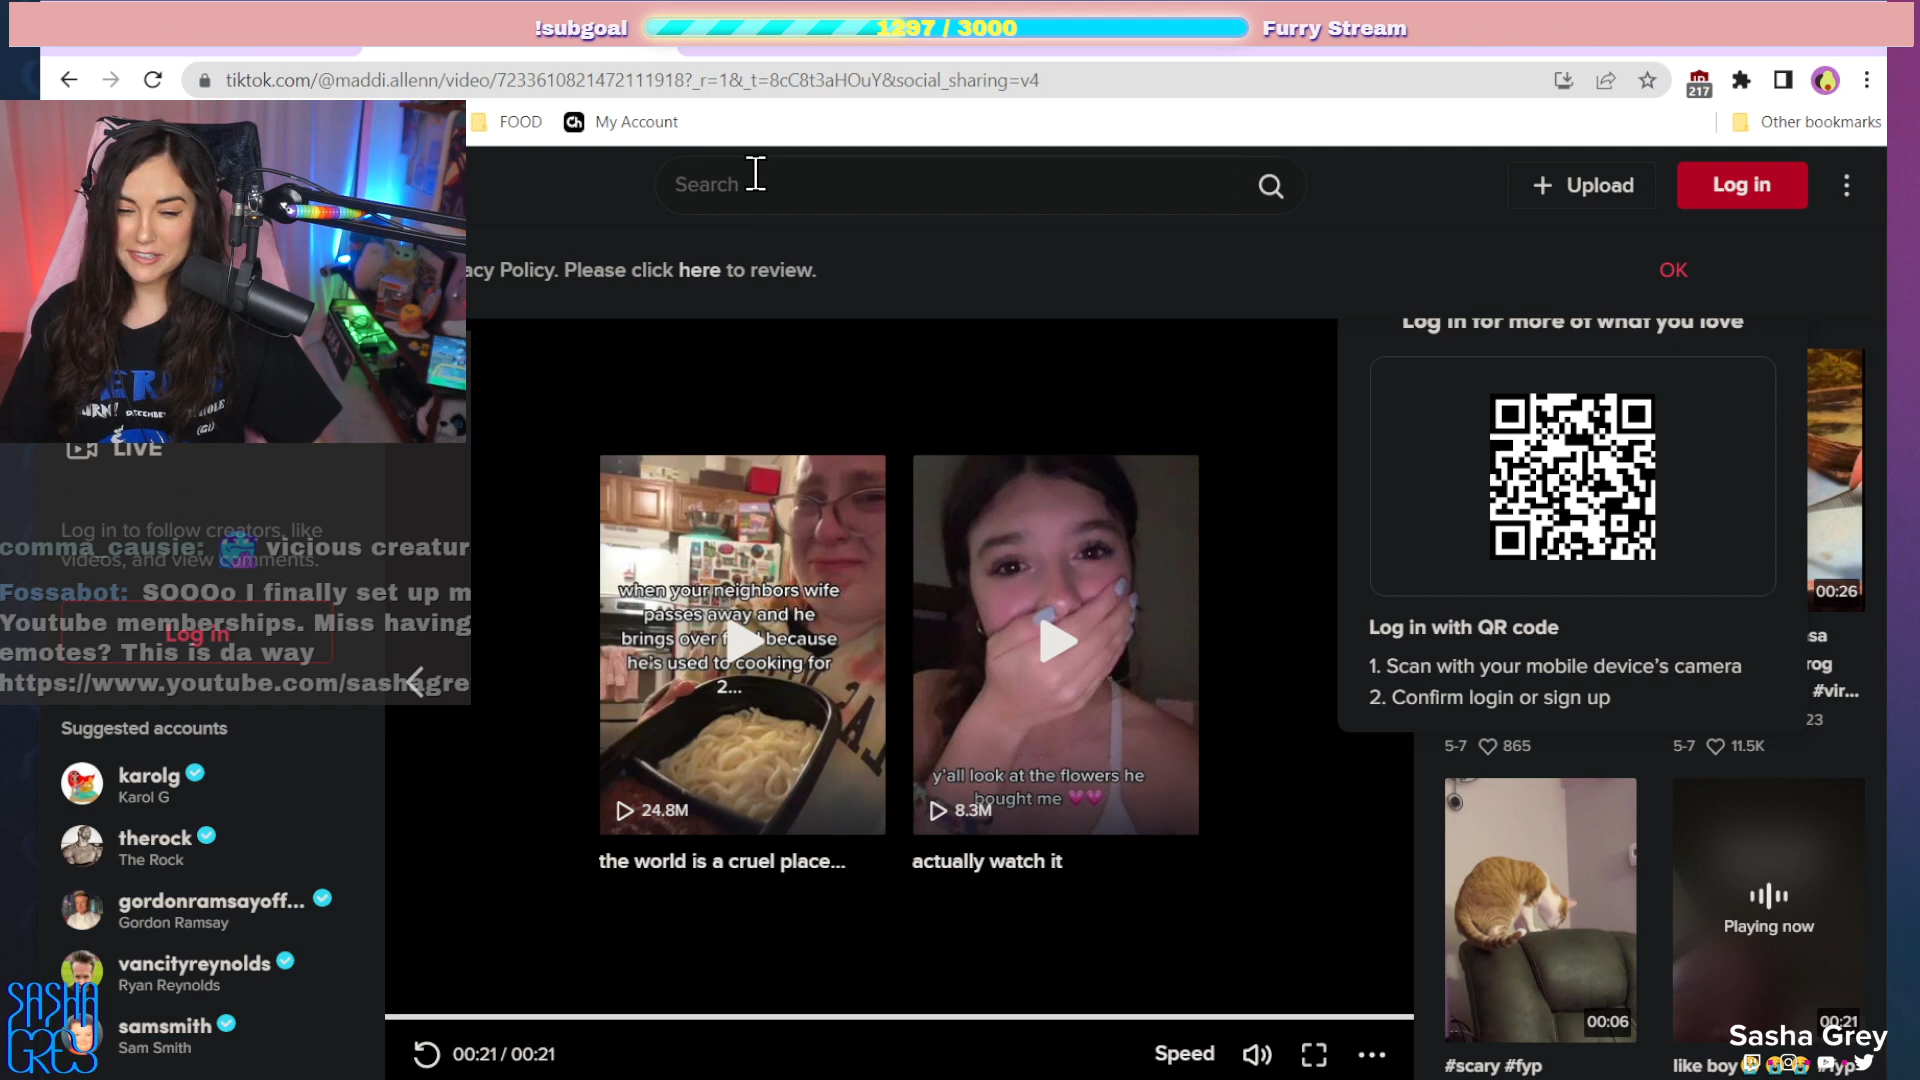 !subgoal
1297 / 3000
Furry Stream
tiktok.com/@maddi.allenn/video/7233610821472111918?_r=1&_t=8cC8t3aHOuY&social_sharing=v4
217
FOOD
My Account
Other bookmarks
Search
Upload
Log in
acy Policy. Please click here to review.
OK
Log in for more of what you love
LIVE
Log in to follow creators, like
videos, and view comments.
Log in
comma_causie: vicious creatur
Fossabot: SOOOo I finally set up m
Youtube memberships. Miss having
emotes? This is da way
https://www.youtube.com/sashagre
Suggested accounts
karolg
Karol G
therock
The Rock
gordonramsayoff...
Gordon Ramsay
vancityreynolds
Ryan Reynolds
samsmith
Sam Smith
SASHA
GREY
when your neighbors wife
passes away and he
brings over because
he's used to cooking for
2...
24.8M
the world is a cruel place...
y'all look at the flowers he
bought me
8.3M
actually watch it
00:21 / 00:21
Speed
Log in with QR code
1. Scan with your mobile device's camera
2. Confirm login or sign up
00:26
#vir...
23
5-7 865
5-7 11.5K
00:06
#scary #fyp
Playing now
00:21
like boy
Sasha Grey